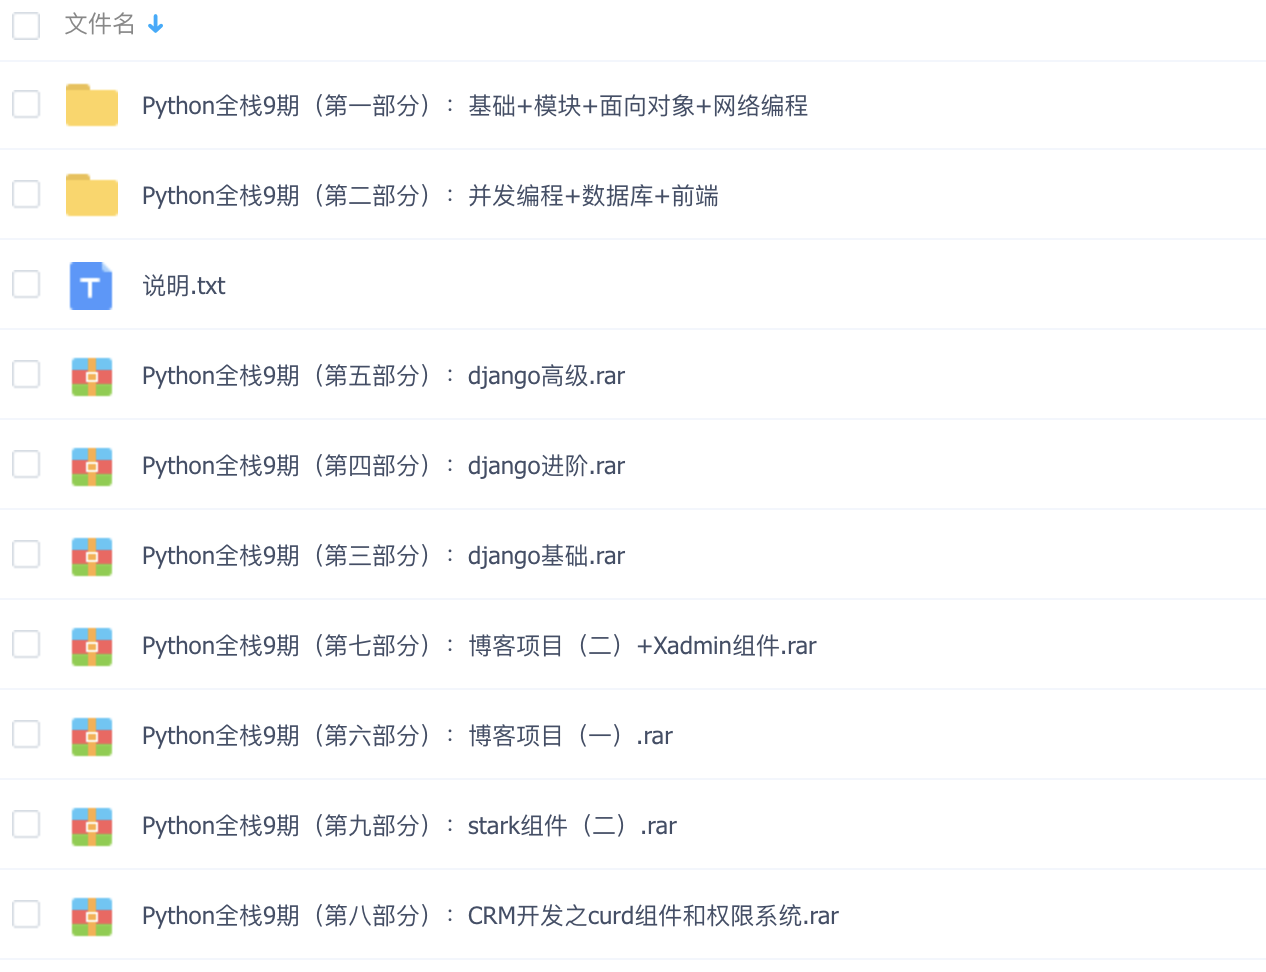 文件名
Python全栈9期（第一部分）：基础+模块+面向对象+网络编程
Python全栈9期（第二部分）：并发编程+数据库+前端
说明.txt
Python全栈9期（第五部分）：django高级.rar
Python全栈9期（第四部分）：django进阶.rar
Python全栈9期（第三部分）：django基础.rar
Python全栈9期（第七部分）：博客项目（二）+Xadmin组件.rar
Python全栈9期（第六部分）：博客项目（一）.rar
Python全栈9期（第九部分）：stark组件（二）.rar
Python全栈9期（第八部分）：CRM开发之curd组件和权限系统.rar